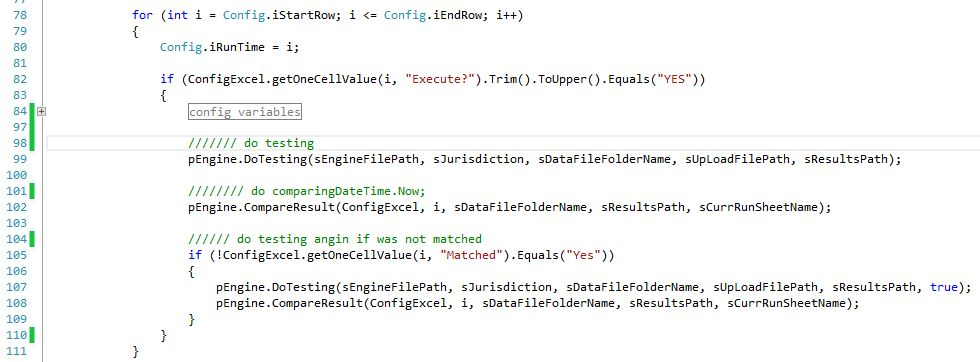 78 for (int i = Config.iStartRow; i <= Config.iEndRow; i++)
79 {
80 Config.iRunTime = i;
81
82 if (ConfigExcel.getOneCellValue(i, "Execute?").Trim().ToUpper().Equals("YES"))
83 {
84 config variables
97
98 /////// do testing
99 pEngine.DoTesting(sEngineFilePath, sJurisdiction, sDataFileFolderName, sUpLoadFilePath, sResultsPath);
100
101 //////// do comparingDateTime.Now;
102 pEngine.CompareResult(ConfigExcel, i, sDataFileFolderName, sResultsPath, sCurrRunSheetName);
103
104 ////// do testing angin if was not matched
105 if (!ConfigExcel.getOneCellValue(i, "Matched").Equals("Yes"))
106 {
107 pEngine.DoTesting(sEngineFilePath, sJurisdiction, sDataFileFolderName, sUpLoadFilePath, sResultsPath, true);
108 pEngine.CompareResult(ConfigExcel, i, sDataFileFolderName, sResultsPath, sCurrRunSheetName);
109 }
110 }
111 }